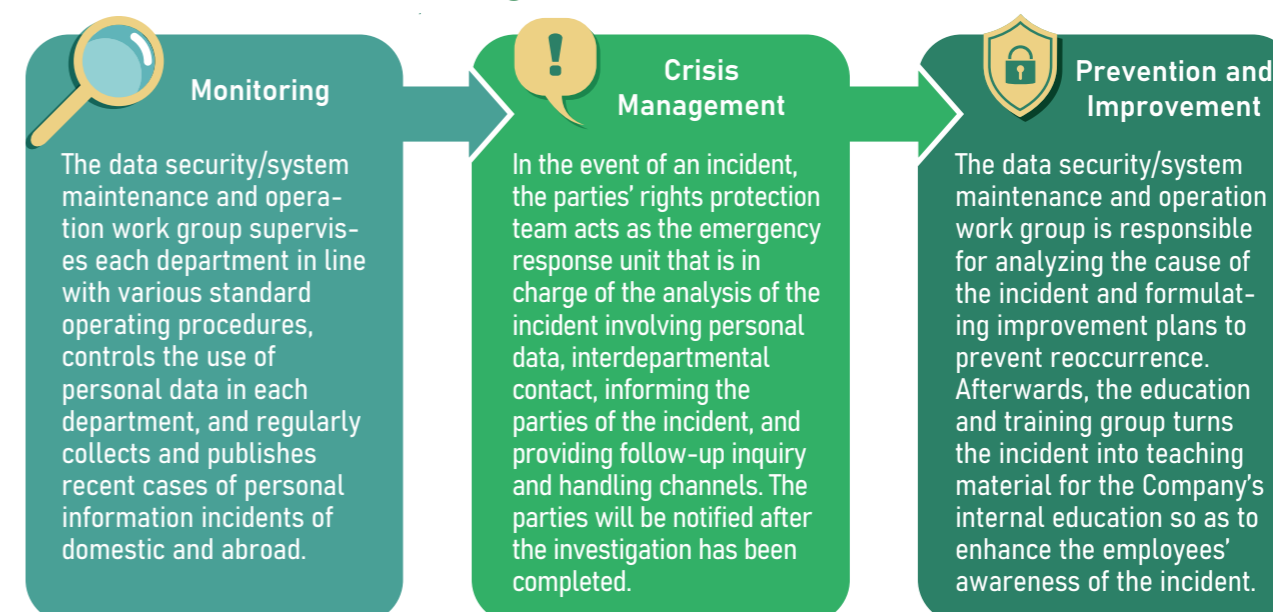 Monitoring
The data security/system
maintenance and opera-
tion work group supervis-
es each department in line
with various standard
operating procedures,
controls the use of
personal data in each
department, and regularly
collects and publishes
recent cases of personal
information incidents of
domestic and abroad.
!
Crisis
Management
In the event of an incident,
the parties’ rights protection
team acts as the emergency
response unit that is in
charge of the analysis of the
incident involving personal
data, interdepartmental
contact, informing the
parties of the incident, and
providing follow-up inquiry
and handling channels. The
parties will be notified after
the investigation has been
completed.
Prevention and
Improvement
The data security/system
maintenance and operation
work group is responsible
for analyzing the cause of
the incident and formulat-
ing improvement plans to
prevent reoccurrence.
Afterwards, the education
and training group turns
the incident into teaching
material for the Company’s
internal education so as to
enhance the employees’
awareness of the incident.